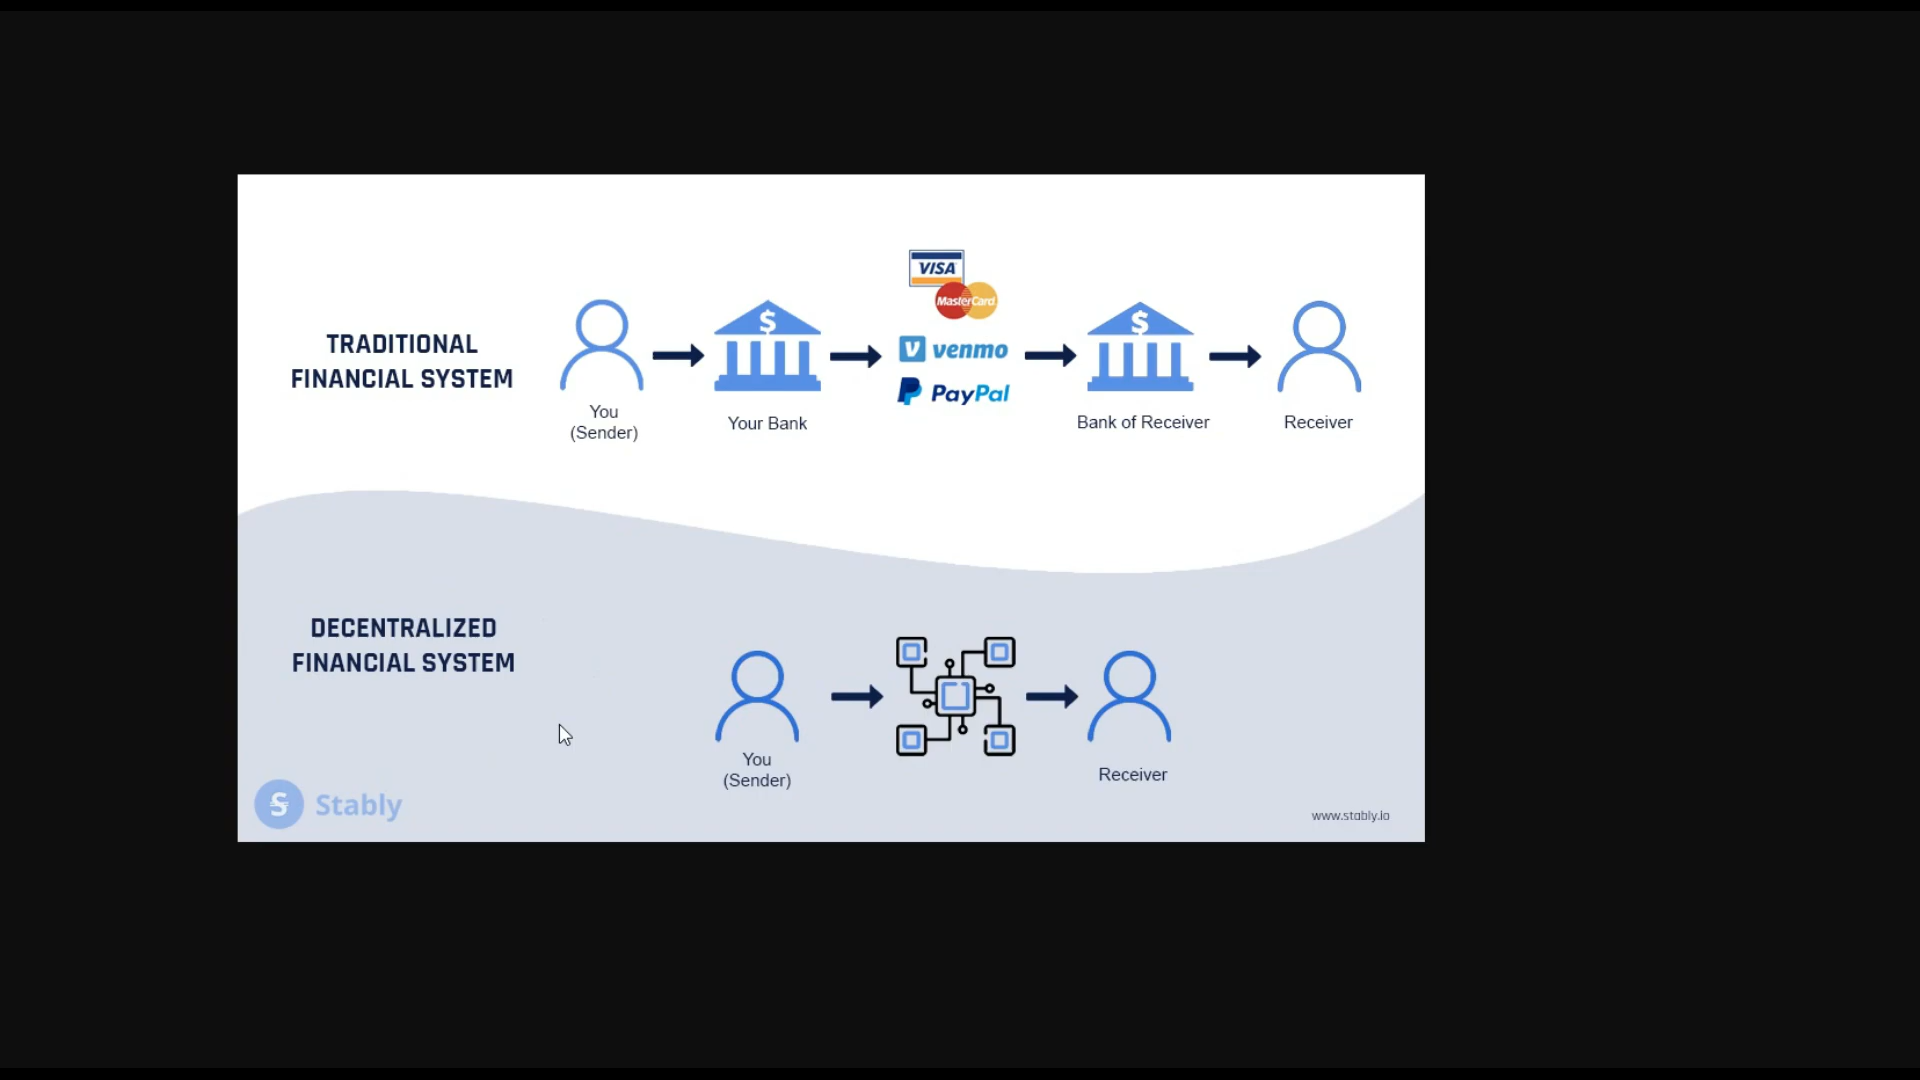 TRADITIONAL
FINANCIAL SYSTEM
$
VISA
MasterCard
V venmo
P PayPal
$
You
(Sender)
Your Bank
Bank of Receiver
Receiver
DECENTRALIZED
FINANCIAL SYSTEM
You
(Sender)
Receiver
S Stably
www.stably.io